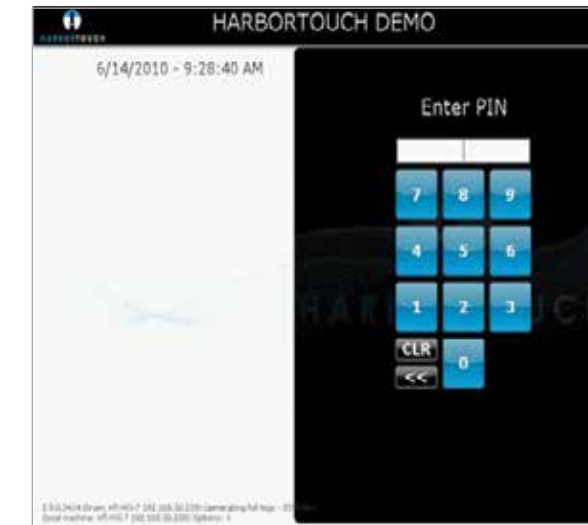 HARBORTOUCH DEMO
HARBORTOUCH
6/14/2010 - 9:28:40 AM
Enter PIN
7 8 9
4 5 6
1 2 3
CLR
0
<<